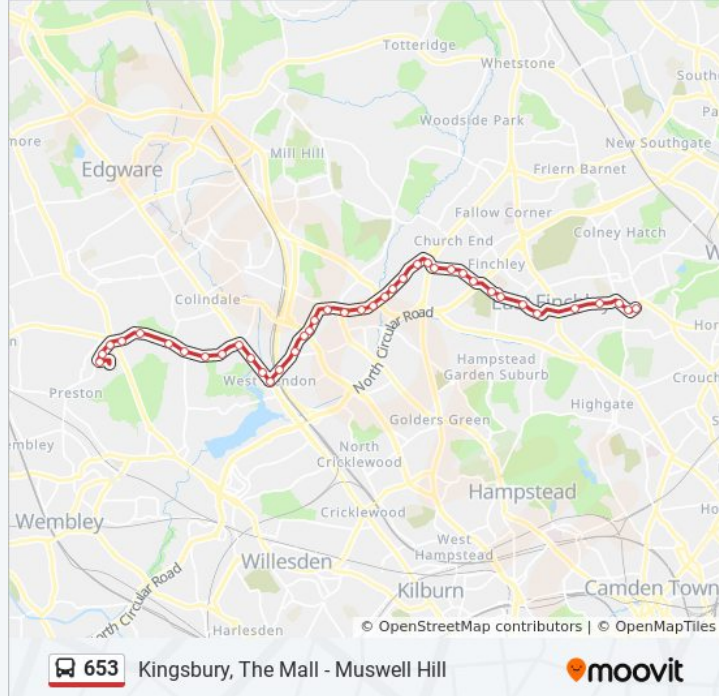 Totteridge
Whetstone
Woodside Park
more
Edgware
Mill Hill
New Southgate
Friern Barnet
Fallow Corner
Colney Hatch
Church End
Finchley
Colindale
East Finchley
North Circular Road
Preston
West Hendon
Hampstead
Garden Suburb
Crouch
Highgate
Golders Green
North
Cricklewood
Hampstead
Wembley
Cricklewood
West
Hampstead
Willesden
Kilburn
Camden Town
North Circular Road
Harlesden
© OpenStreetMap contributors | © OpenMapTiles
653 Kingsbury, The Mall - Muswell Hill
moovit